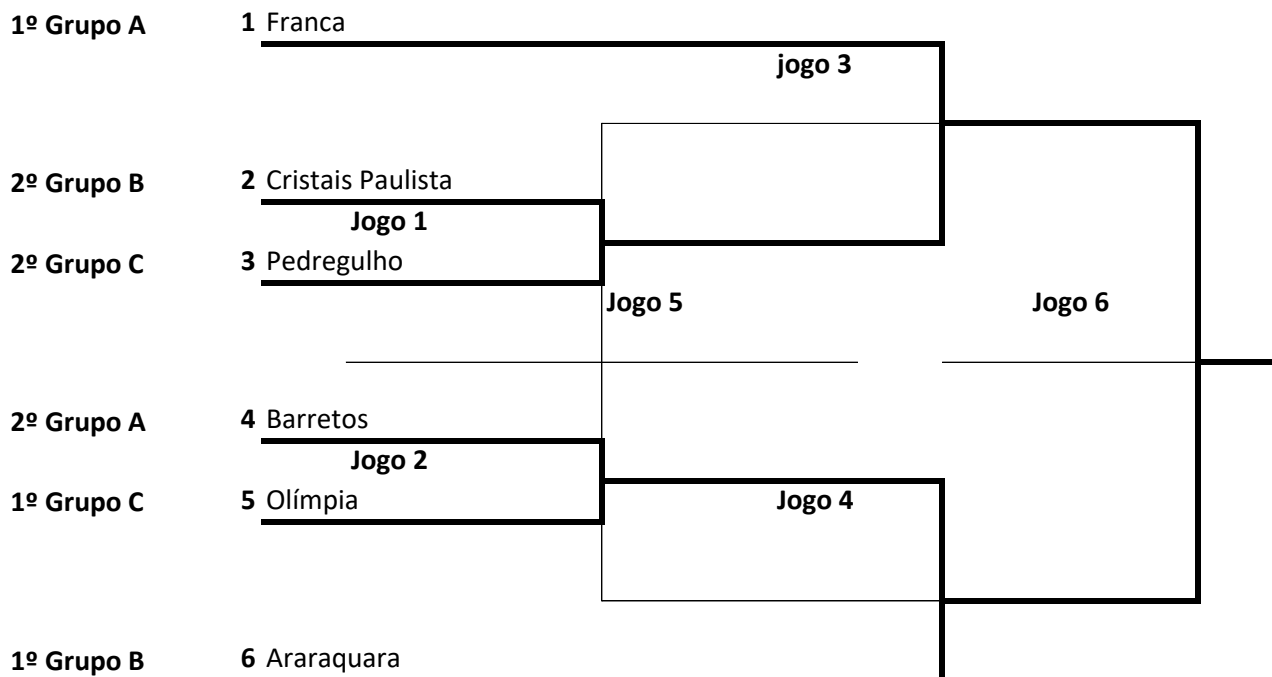 1º Grupo A 1 Franca
jogo 3
2º Grupo B 2 Cristais Paulista
Jogo 1
2º Grupo C 3 Pedregulho
Jogo 5 Jogo 6
2º Grupo A 4 Barretos
Jogo 2
1º Grupo C 5 Olímpia Jogo 4
1º Grupo B 6 Araraquara